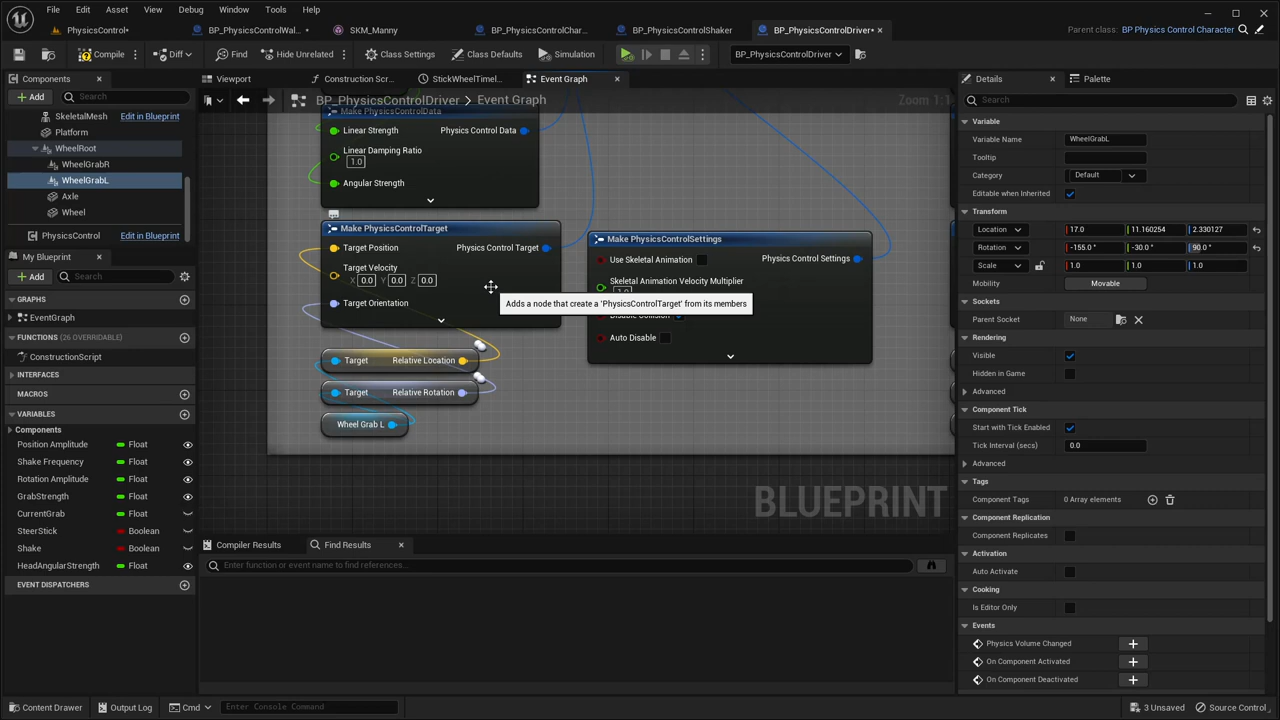 File Edit Asset View Debug Window Tools Help
PhysicsControl• BP_PhysicsControlWal... • SKM_Manny BP_PhysicsControlChar... BP_PhysicsControlShaker BP_PhysicsControlDriver• Parent class: BP Physics Control Character
Compile Diff Find Hide Unrelated Class Settings Class Defaults Simulation BP_PhysicsControlDriver
Components Viewport Construction Scr... StickWheelTimel... Event Graph Details Palette
Add Search BP_PhysicsControlDriver > Event Graph Zoom 1:1 Search
SkeletalMesh Edit in Blueprint
Platform
WheelRoot
WheelGrabR
WheelGrabL
Axle
Wheel
PhysicsControl Edit in Blueprint
My Blueprint
Add Search
GRAPHS
EventGraph
FUNCTIONS (26 OVERRIDABLE)
ConstructionScript
INTERFACES
MACROS
VARIABLES
Components
Position Amplitude Float
Shake Frequency Float
Rotation Amplitude Float
GrabStrength Float
CurrentGrab Float
SteerStick Boolean
Shake Boolean
HeadAngularStrength Float
EVENT DISPATCHERS
Make PhysicsControlData
Linear Strength Physics Control Data
Linear Damping Ratio
1.0
Angular Strength
Make PhysicsControlTarget
Target Position Physics Control Target
Target Velocity
X 0.0 Y 0.0 Z 0.0
Target Orientation
Target Relative Location
Target Relative Rotation
Wheel Grab L
Make PhysicsControlSettings
Use Skeletal Animation Physics Control Settings
Skeletal Animation Velocity Multiplier
Adds a node that create a 'PhysicsControlTarget' from its members
Auto Disable
BLUEPRINT
Compiler Results Find Results
Enter function or event name to find references...
Variable
Variable Name WheelGrabL
Tooltip
Category Default
Editable when Inherited
Transform
Location 17.0 11.160254 2.330127
Rotation -155.0 ° -30.0 ° 90.0 °
Scale 1.0 1.0 1.0
Mobility Movable
Sockets
Parent Socket None
Rendering
Visible
Hidden in Game
Advanced
Component Tick
Start with Tick Enabled
Tick Interval (secs) 0.0
Advanced
Tags
Component Tags 0 Array elements
Component Replication
Component Replicates
Activation
Auto Activate
Cooking
Is Editor Only
Events
Physics Volume Changed
On Component Activated
On Component Deactivated
Content Drawer Output Log Cmd Enter Console Command 3 Unsaved Source Control